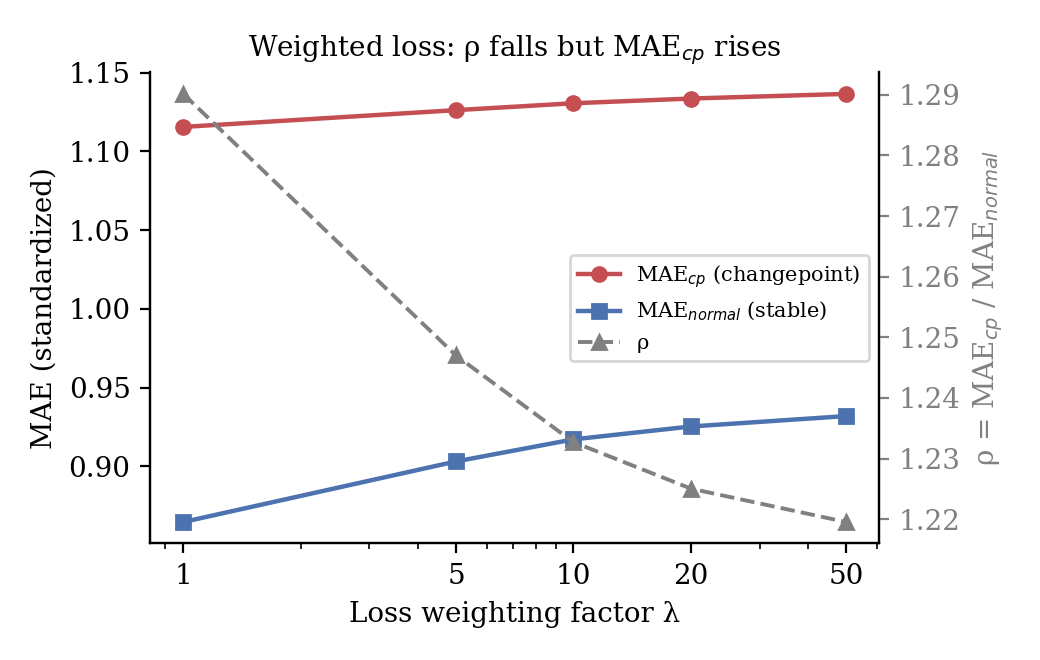 Weighted loss: ρ falls but MAE_cp rises
MAE (standardized)
1.15
1.10
1.05
1.00
0.95
0.90
1.29
1.28
1.27
1.26
1.25
1.24
1.23
1.22
ρ = MAE_cp / MAE_normal
MAE_cp (changepoint)
MAE_normal (stable)
ρ
1 5 10 20 50
Loss weighting factor λ